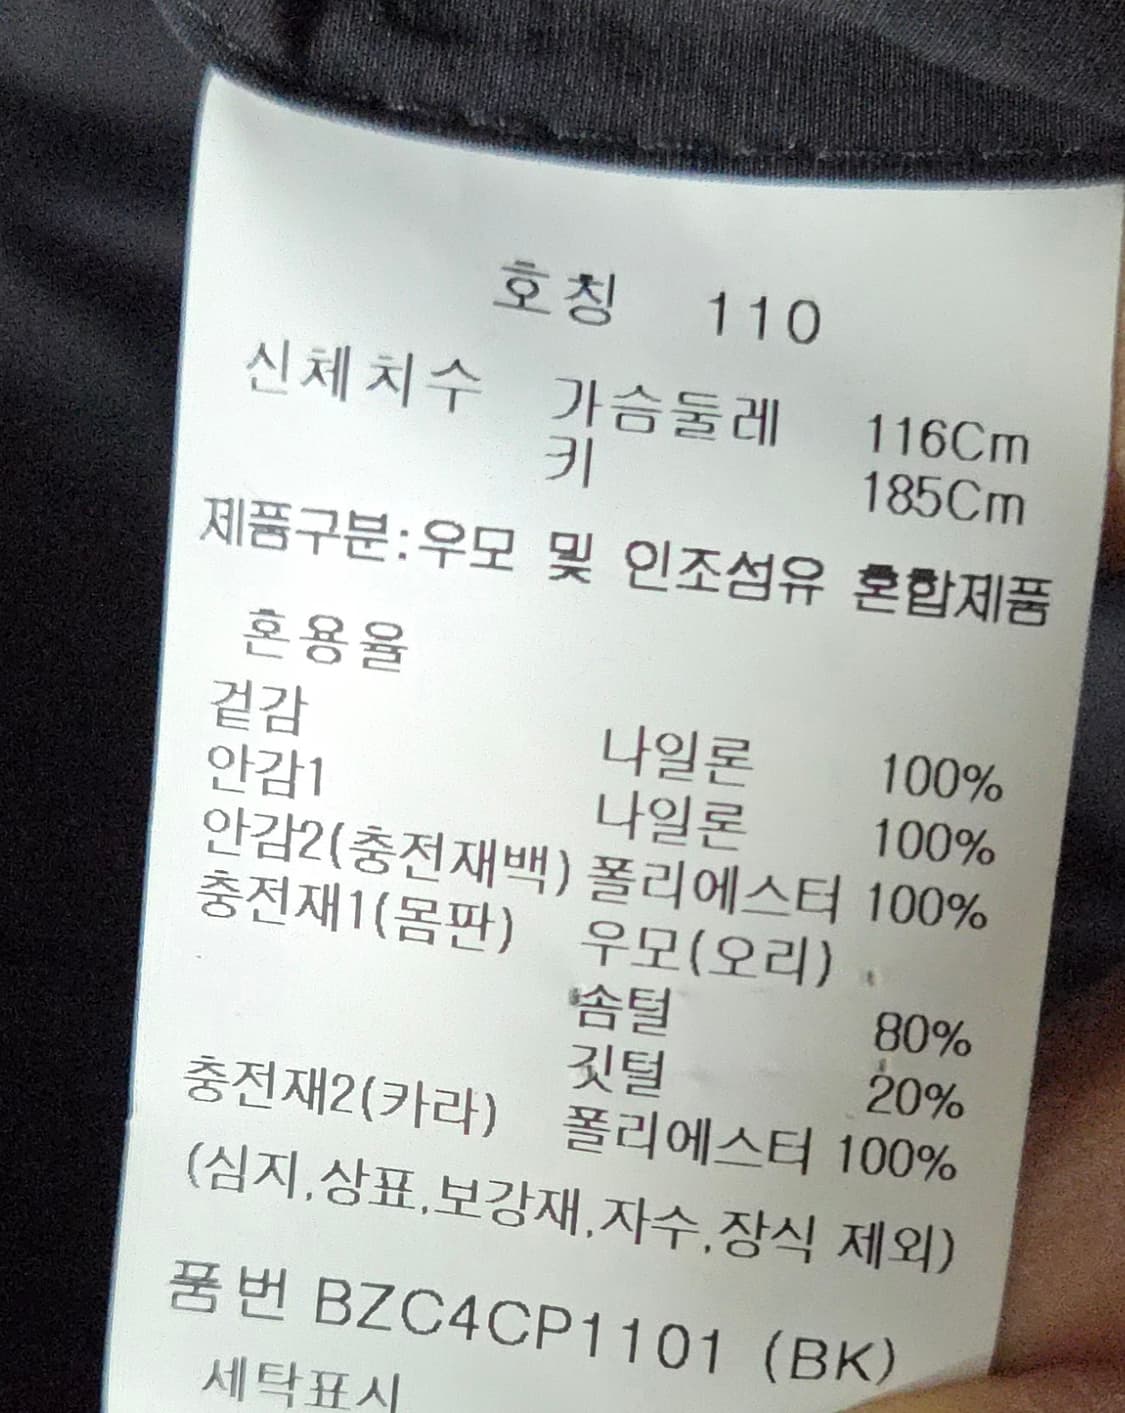 호칭 110
신체치수 가슴둘레 116Cm
키 185Cm
제품구분:우모 및 인조섬유 혼합제품
혼용율
겉감 나일론 100%
안감1 나일론 100%
안감2(충전재백) 폴리에스터 100%
충전재1(몸판) 우모(오리)
솜털 80%
깃털 20%
충전재2(카라) 폴리에스터 100%
(심지,상표,보강재,자수,장식 제외)
품번 BZC4CP1101 (BK)
세탁표시